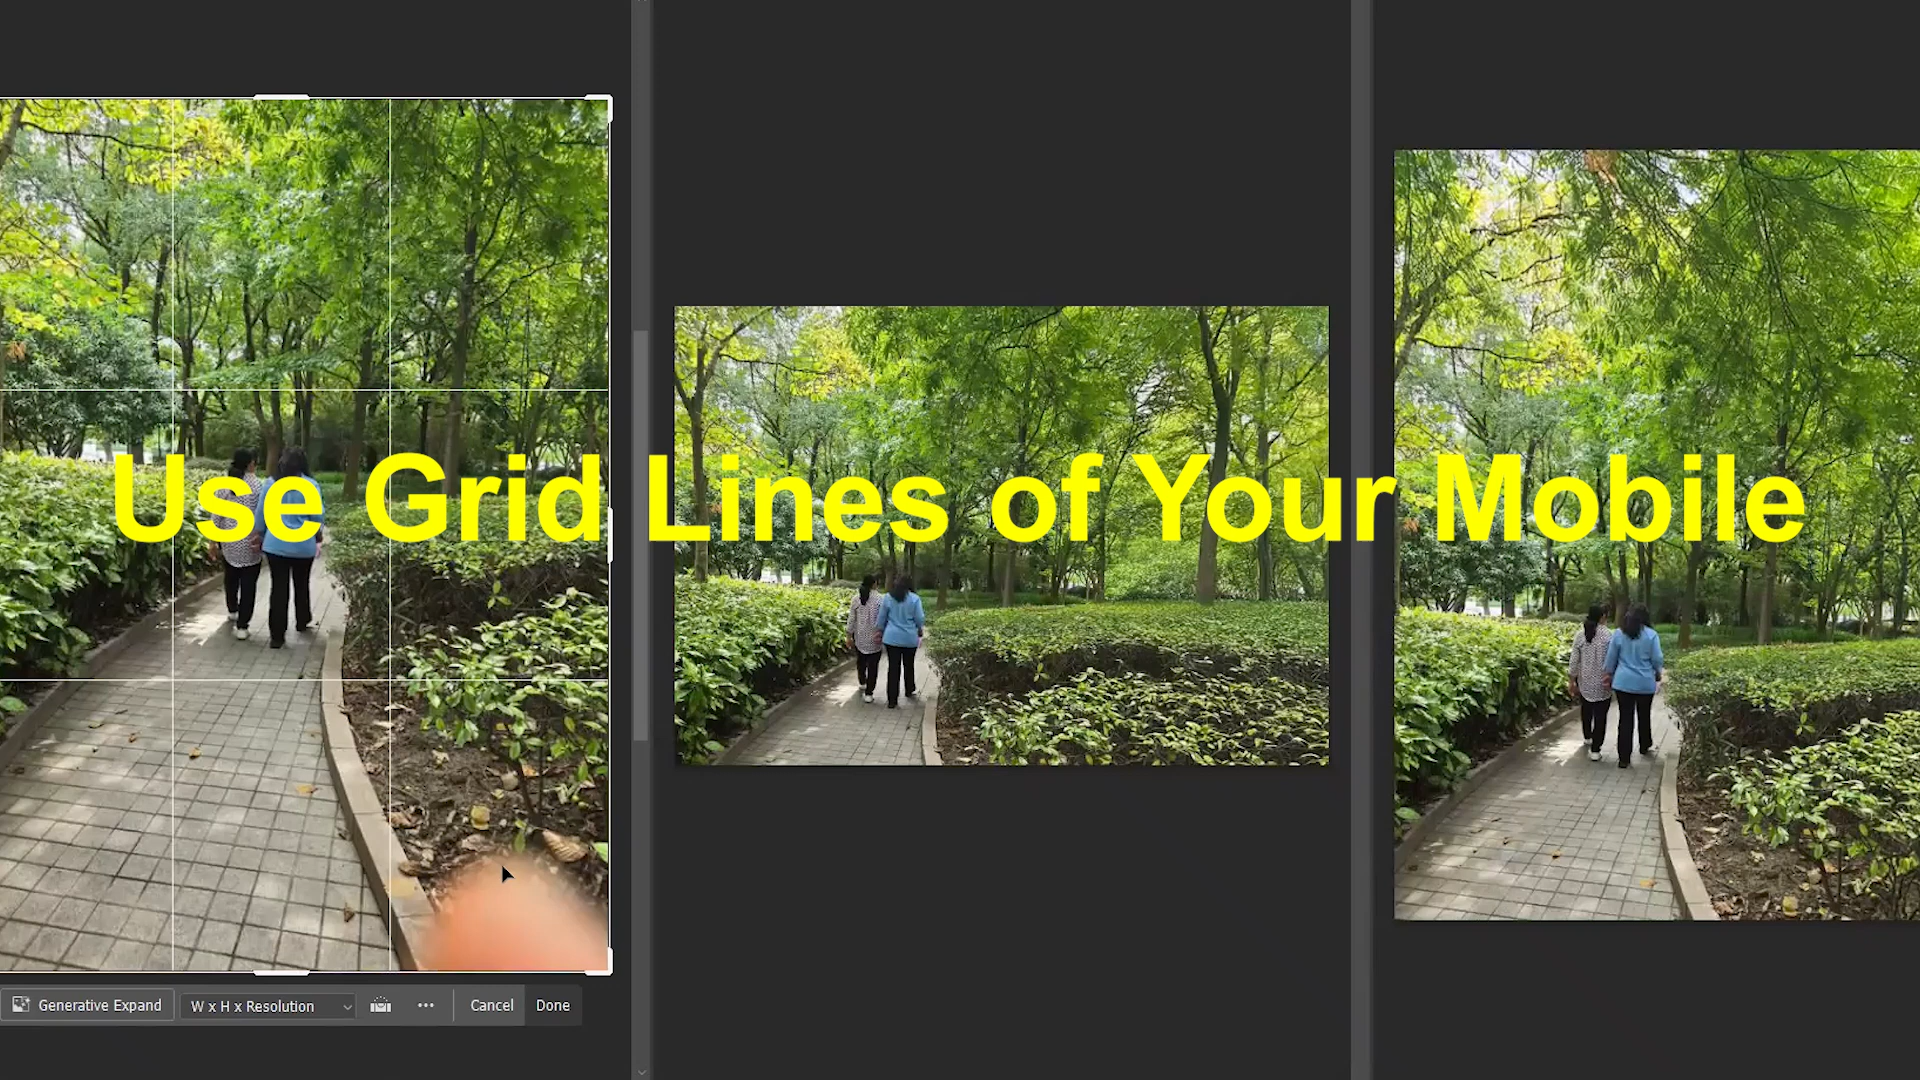 Use Grid Lines of Your Mobile
Generative Expand
W x H x Resolution
Cancel
Done